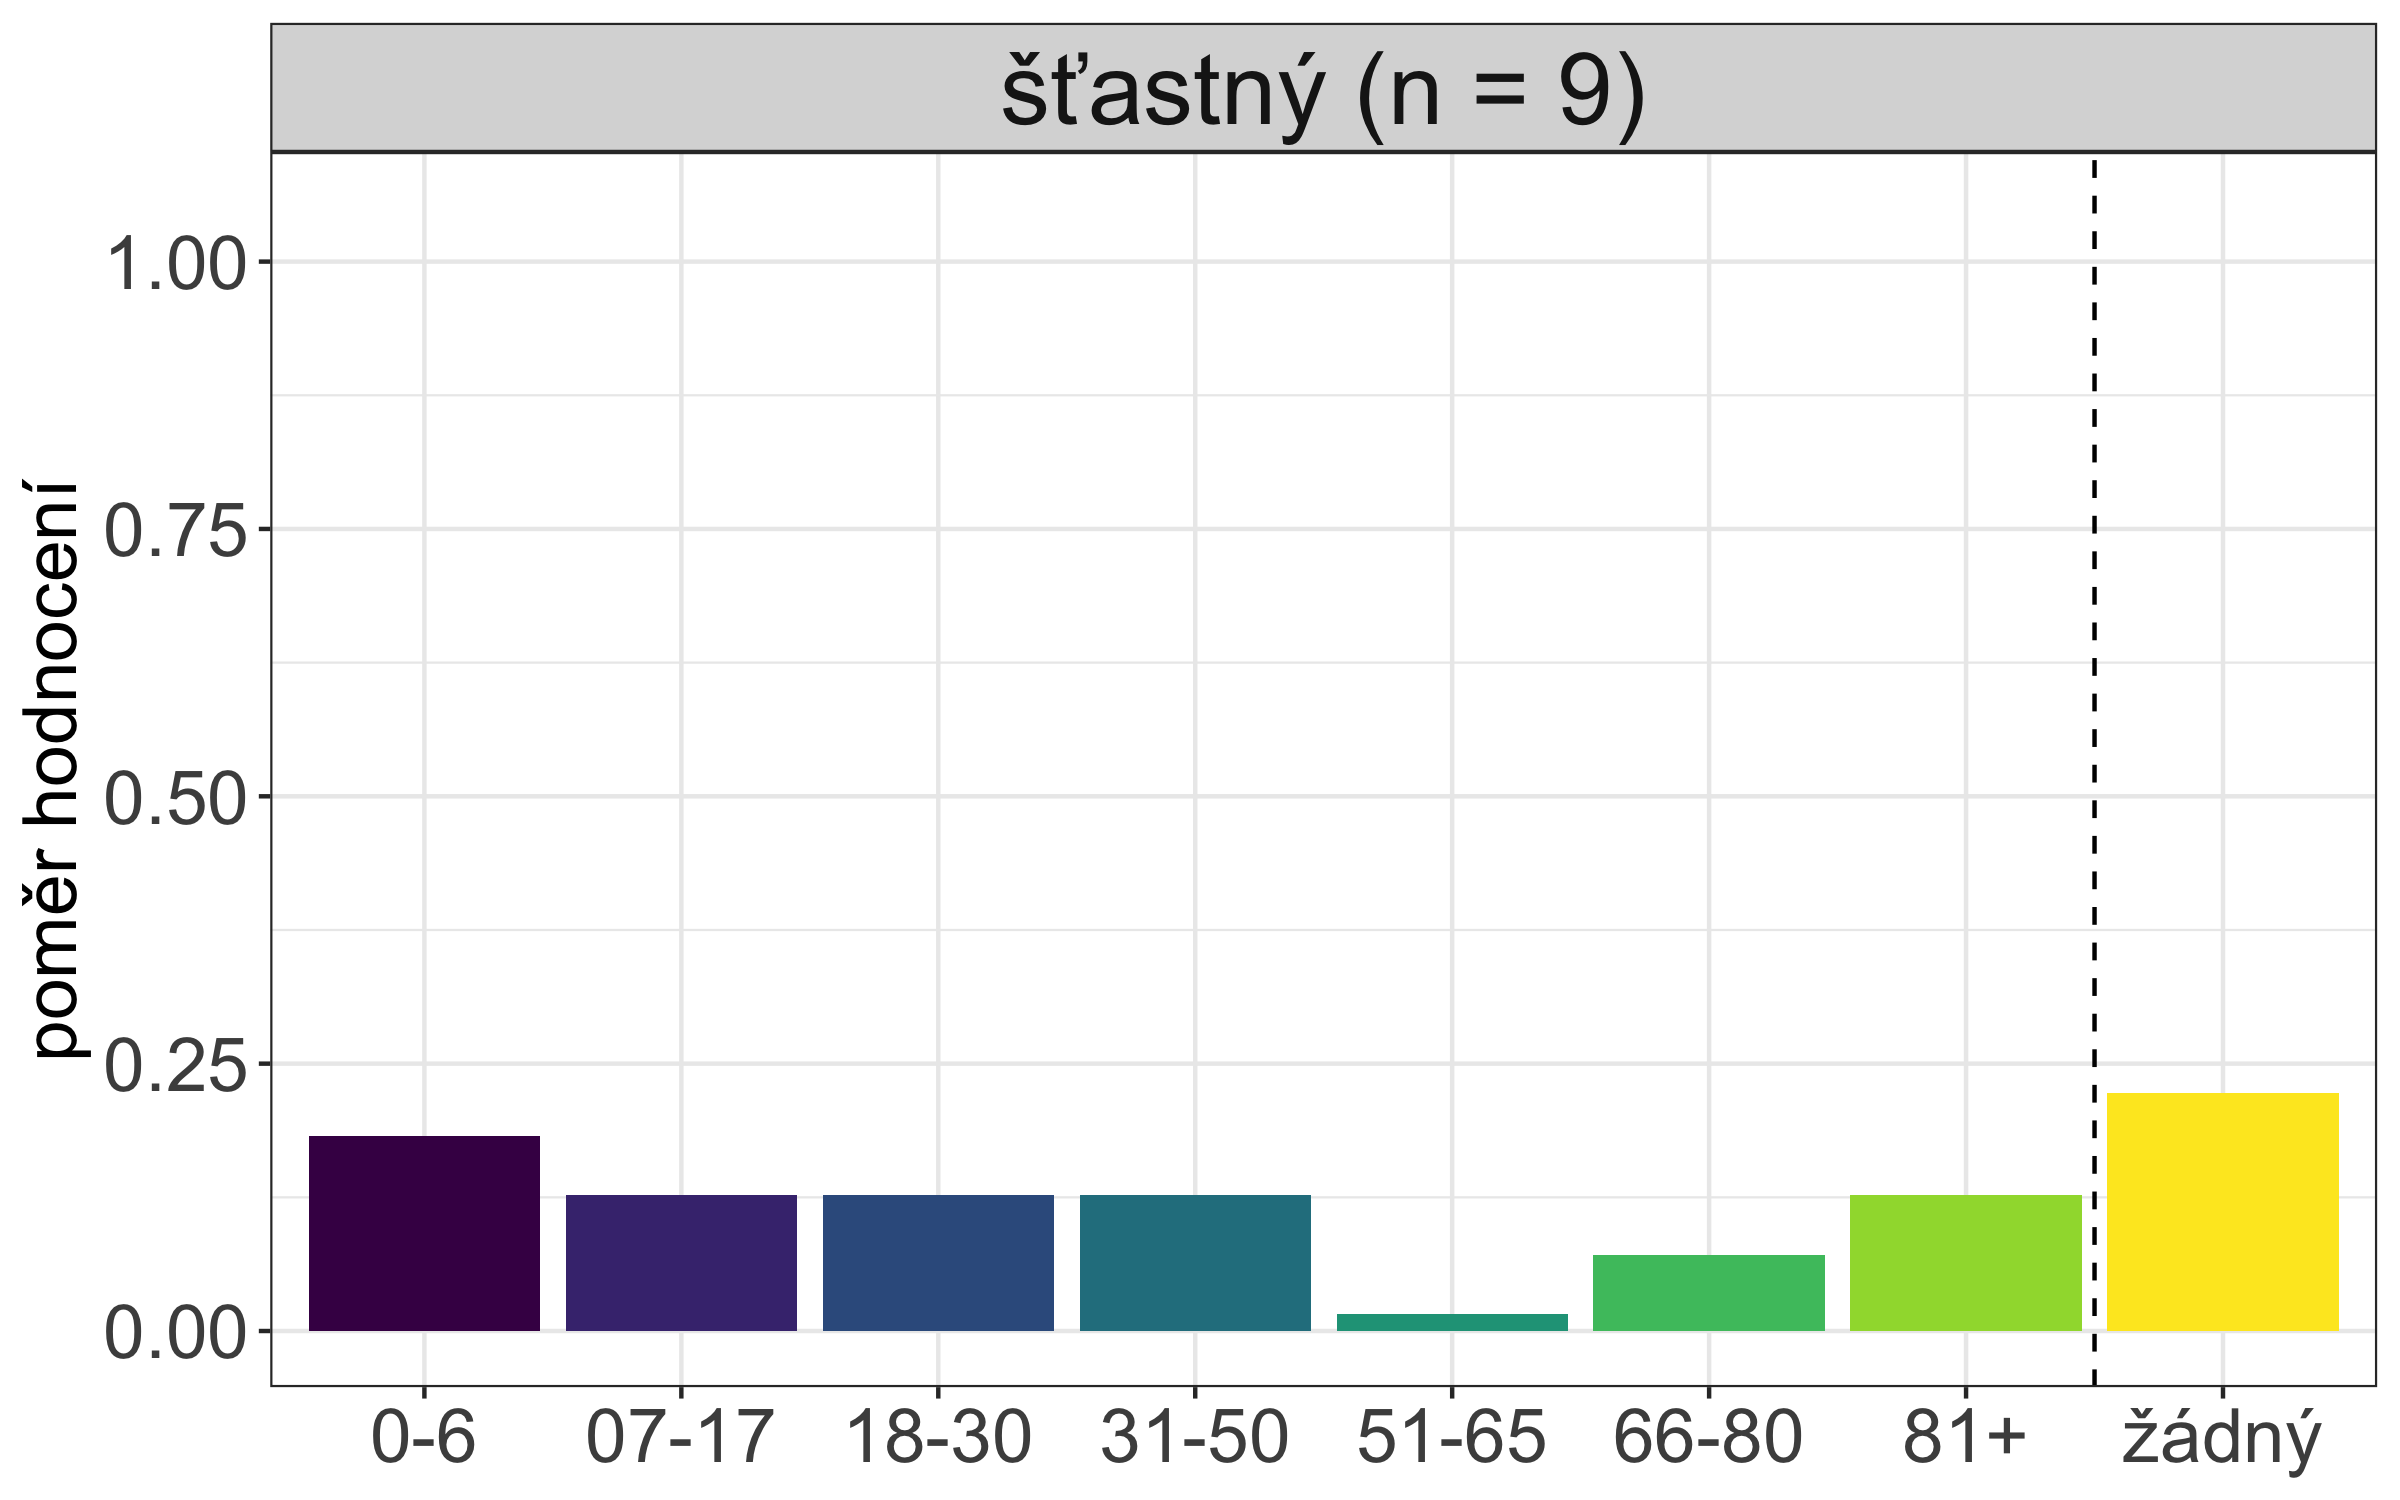 šťastný (n = 9)
poměr hodnocení
1.00
0.75
0.50
0.25
0.00
0-6 07-17 18-30 31-50 51-65 66-80 81+ žádný